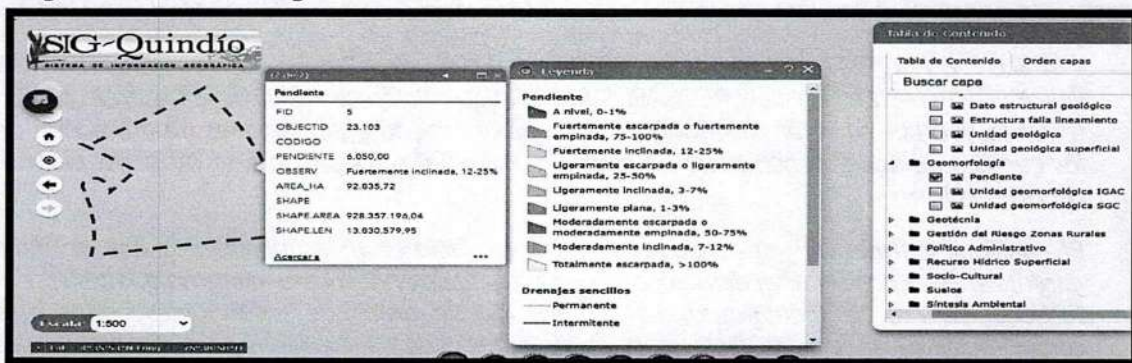 SIG-Quindío
SISTEMA DE INFORMACIÓN GEOGRÁFICA
Pendiente
FID 5
OBJECTID 23.103
CODIGO
PENDIENTE 6.050,00
OBSERV Fuertemente inclinada, 12-25%
AREA_HA 92.835,72
SHAPE
SHAPE.AREA 928.357.196,04
SHAPE.LEN 13.830.579,95
Acercar a
Escala: 1:500
Leyenda
Pendiente
A nivel, 0-1%
Fuertemente escarpada o fuertemente
empinada, 75-100%
Fuertemente inclinada, 12-25%
Ligeramente escarpada o ligeramente
empinada, 25-50%
Ligeramente inclinada, 3-7%
Ligeramente plana, 1-3%
Moderadamente escarpada o
moderadamente empinada, 50-75%
Moderadamente inclinada, 7-12%
Totalmente escarpada, >100%
Drenajes sencillos
Permanente
Intermitente
Tabla de Contenido
Tabla de Contenido Orden capas
Buscar capa
Dato estructural geológico
Estructura falla lineamiento
Unidad geológica
Unidad geológica superficial
Geomorfología
Pendiente
Unidad geomorfológica IGAC
Unidad geomorfológica SGC
Geotécnia
Gestión del Riesgo Zonas Rurales
Político Administrativo
Recurso Hídrico Superficial
Socio-Cultural
Suelos
Síntesis Ambiental